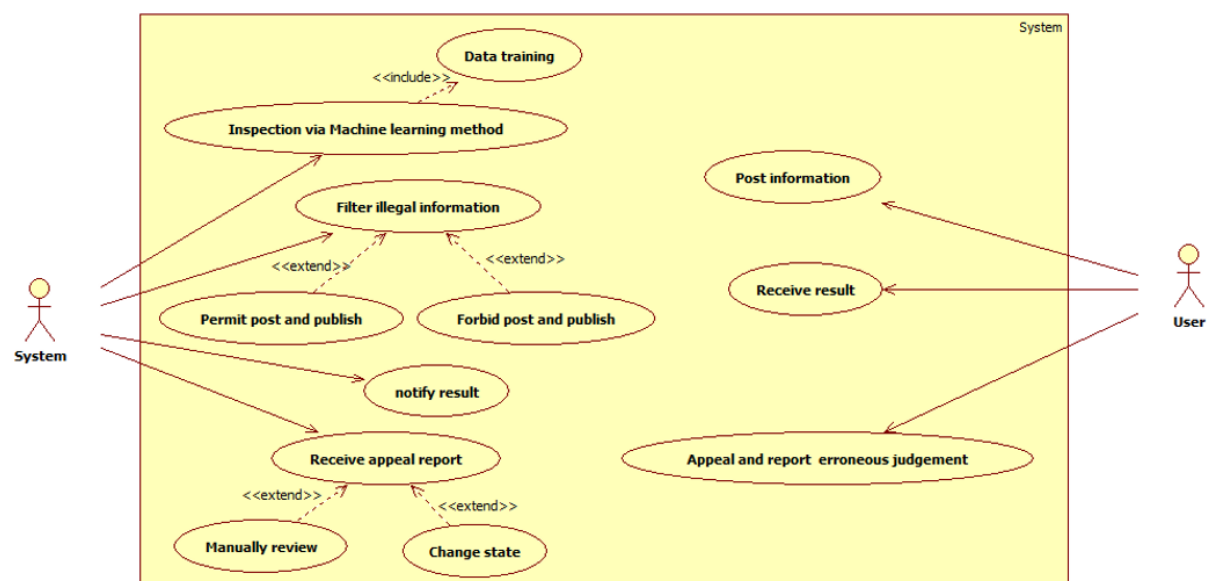 System
Data training
<<include>>
Inspection via Machine learning method
Post information
Filter illegal information
<<extend>>
<<extend>>
Receive result
Permit post and publish
Forbid post and publish
System
User
notify result
Receive appeal report
Appeal and report erroneous judgement
<<extend>>
<<extend>>
Manually review
Change state